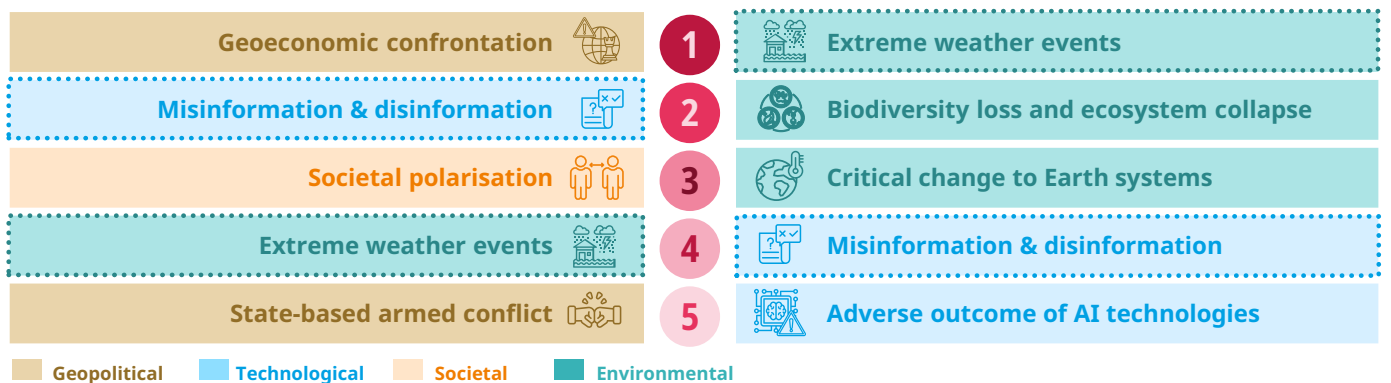 Geoeconomic confrontation 1 Extreme weather events
Misinformation & disinformation 2 Biodiversity loss and ecosystem collapse
Societal polarisation 3 Critical change to Earth systems
Extreme weather events 4 Misinformation & disinformation
State-based armed conflict 5 Adverse outcome of AI technologies
Geopolitical Technological Societal Environmental